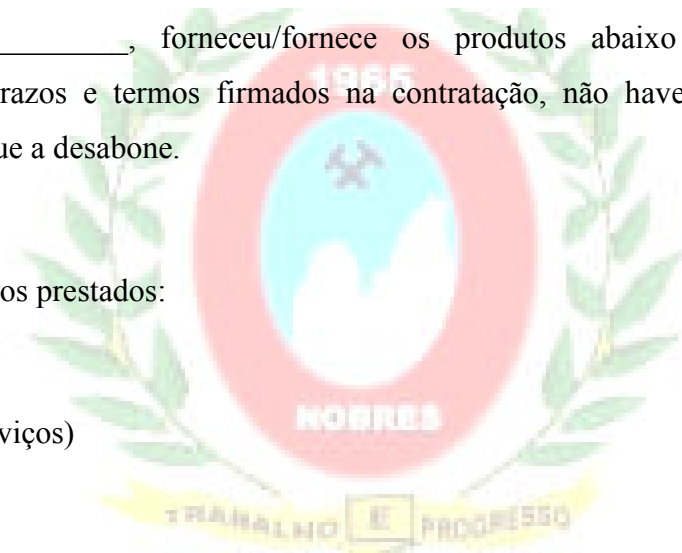 __________, forneceu/fornece os produtos abaixo
1965
razos e termos firmados na contratação, não have
ue a desabone.
os prestados:
NOBRES
viços)
TRABALHO E PROGRESSO